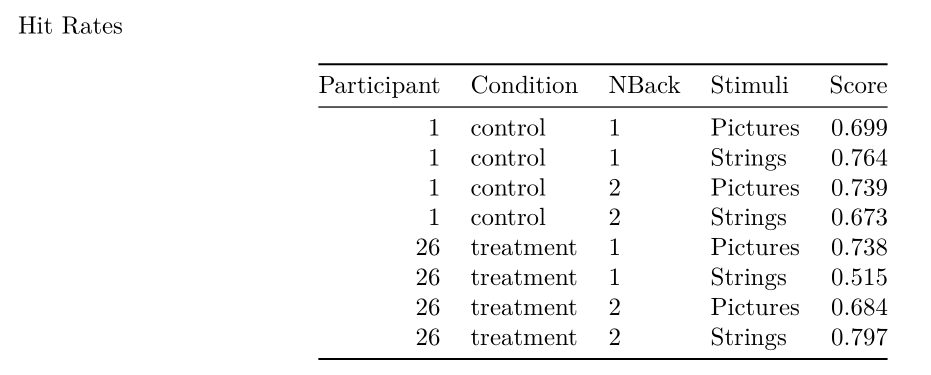 Hit Rates
Participant Condition NBack Stimuli Score
1 control 1 Pictures 0.699
1 control 1 Strings 0.764
1 control 2 Pictures 0.739
1 control 2 Strings 0.673
26 treatment 1 Pictures 0.738
26 treatment 1 Strings 0.515
26 treatment 2 Pictures 0.684
26 treatment 2 Strings 0.797